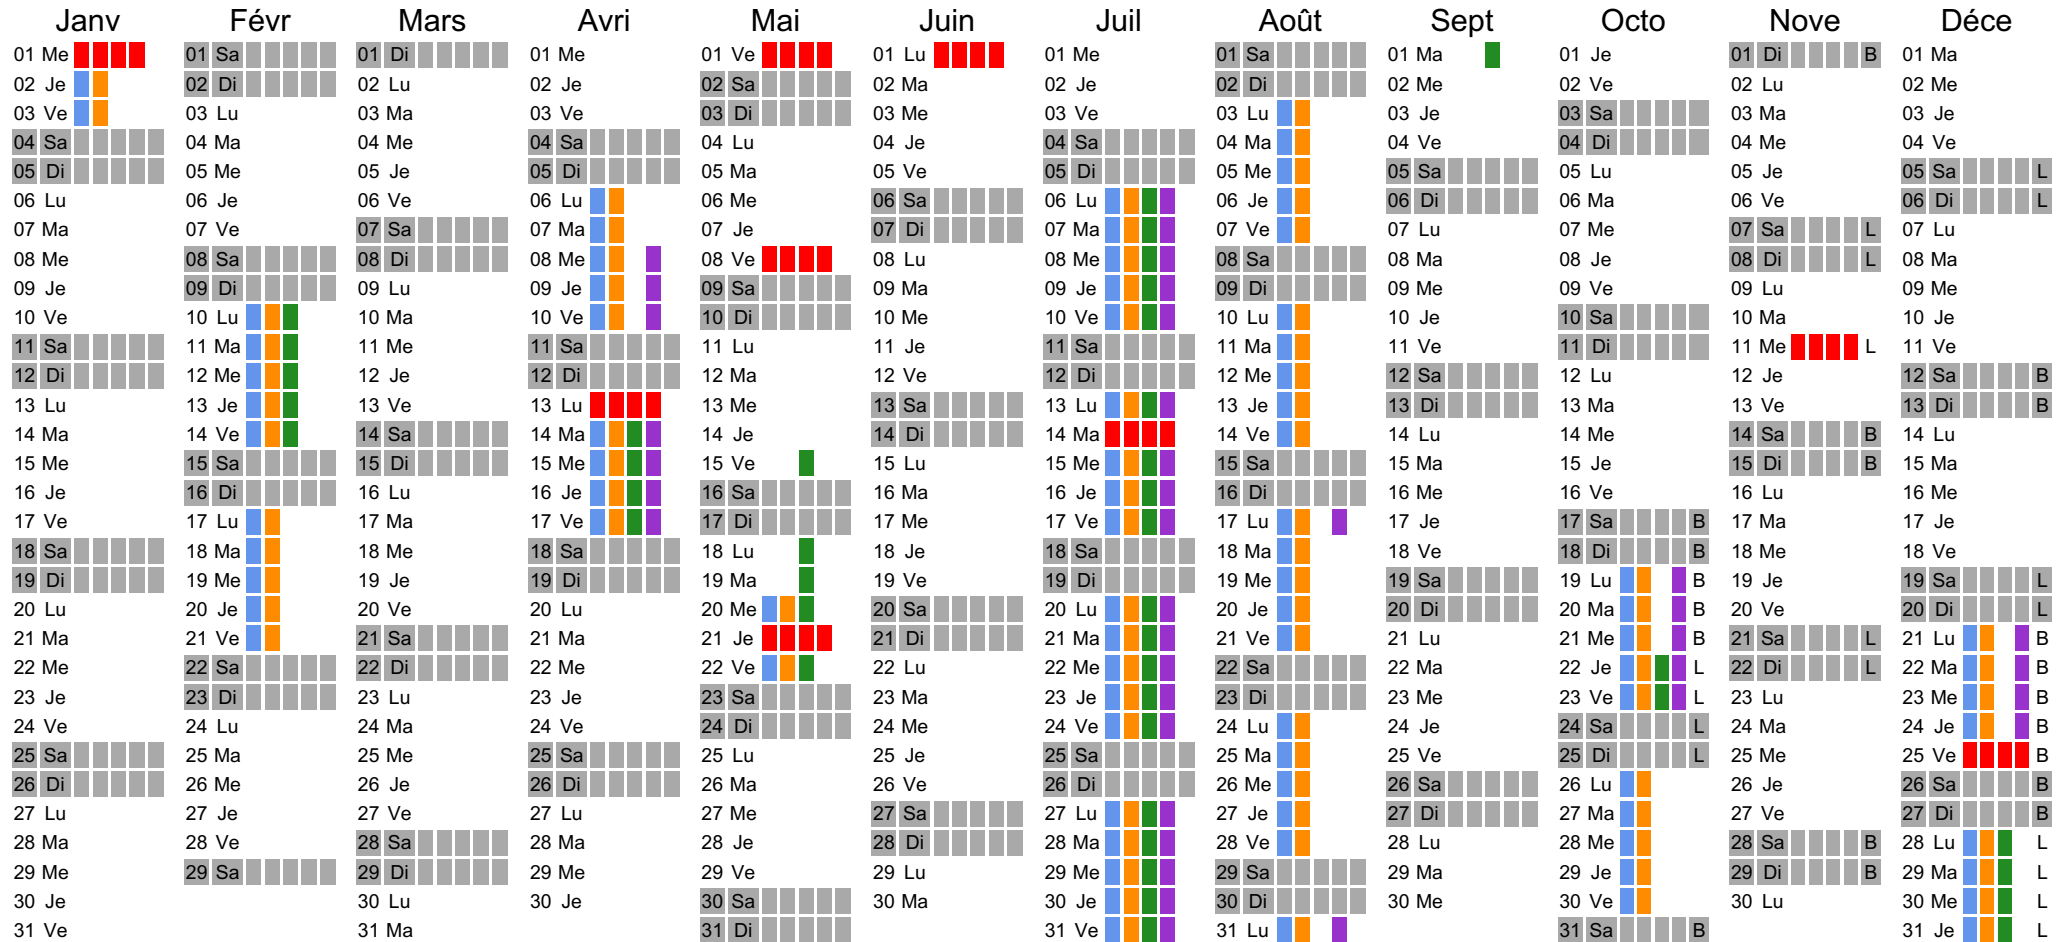 Janv Févr Mars Avri Mai Juin Juil Août Sept Octo Nove Déce
01 Me 01 Sa 01 Di 01 Me 01 Ve 01 Lu 01 Me 01 Sa 01 Ma 01 Je 01 Di B 01 Ma
02 Je 02 Di 02 Lu 02 Je 02 Sa 02 Ma 02 Je 02 Di 02 Me 02 Ve 02 Lu 02 Me
03 Ve 03 Lu 03 Ma 03 Ve 03 Di 03 Me 03 Ve 03 Lu 03 Je 03 Sa 03 Ma 03 Je
04 Sa 04 Ma 04 Me 04 Sa 04 Lu 04 Je 04 Sa 04 Ma 04 Ve 04 Di 04 Me 04 Ve
05 Di 05 Me 05 Je 05 Di 05 Ma 05 Ve 05 Di 05 Me 05 Sa 05 Lu 05 Je 05 Sa L
06 Lu 06 Je 06 Ve 06 Lu 06 Me 06 Sa 06 Lu 06 Je 06 Di 06 Ma 06 Ve 06 Di L
07 Ma 07 Ve 07 Sa 07 Ma 07 Je 07 Di 07 Ma 07 Ve 07 Lu 07 Me 07 Sa L 07 Lu
08 Me 08 Sa 08 Di 08 Me 08 Ve 08 Lu 08 Me 08 Sa 08 Ma 08 Je 08 Di L 08 Ma
09 Je 09 Di 09 Lu 09 Je 09 Sa 09 Ma 09 Je 09 Di 09 Me 09 Ve 09 Lu 09 Me
10 Ve 10 Lu 10 Ma 10 Ve 10 Di 10 Me 10 Ve 10 Lu 10 Je 10 Sa 10 Ma 10 Je
11 Sa 11 Ma 11 Me 11 Sa 11 Lu 11 Je 11 Sa 11 Ma 11 Ve 11 Di 11 Me L 11 Ve
12 Di 12 Me 12 Je 12 Di 12 Ma 12 Ve 12 Di 12 Me 12 Sa 12 Lu 12 Je 12 Sa B
13 Lu 13 Je 13 Ve 13 Lu 13 Me 13 Sa 13 Lu 13 Je 13 Di 13 Ma 13 Ve 13 Di B
14 Ma 14 Ve 14 Sa 14 Ma 14 Je 14 Di 14 Ma 14 Ve 14 Lu 14 Me 14 Sa B 14 Lu
15 Me 15 Sa 15 Di 15 Me 15 Ve 15 Lu 15 Me 15 Sa 15 Ma 15 Je 15 Di B 15 Ma
16 Je 16 Di 16 Lu 16 Je 16 Sa 16 Ma 16 Je 16 Di 16 Me 16 Ve 16 Lu 16 Me
17 Ve 17 Lu 17 Ma 17 Ve 17 Di 17 Me 17 Ve 17 Lu 17 Je 17 Sa B 17 Ma 17 Je
18 Sa 18 Ma 18 Me 18 Sa 18 Lu 18 Je 18 Sa 18 Ma 18 Ve 18 Di B 18 Me 18 Ve
19 Di 19 Me 19 Je 19 Di 19 Ma 19 Ve 19 Di 19 Me 19 Sa 19 Lu B 19 Je 19 Sa L
20 Lu 20 Je 20 Ve 20 Lu 20 Me 20 Sa 20 Lu 20 Je 20 Di 20 Ma B 20 Ve 20 Di L
21 Ma 21 Ve 21 Sa 21 Ma 21 Je 21 Di 21 Ma 21 Ve 21 Lu 21 Me B 21 Sa L 21 Lu B
22 Me 22 Sa 22 Di 22 Me 22 Ve 22 Lu 22 Me 22 Sa 22 Ma 22 Je L 22 Di L 22 Ma B
23 Je 23 Di 23 Lu 23 Je 23 Sa 23 Ma 23 Je 23 Di 23 Me 23 Ve L 23 Lu 23 Me B
24 Ve 24 Lu 24 Ma 24 Ve 24 Di 24 Me 24 Ve 24 Lu 24 Je 24 Sa L 24 Ma 24 Je B
25 Sa 25 Ma 25 Me 25 Sa 25 Lu 25 Je 25 Sa 25 Ma 25 Ve 25 Di L 25 Me 25 Ve B
26 Di 26 Me 26 Je 26 Di 26 Ma 26 Ve 26 Di 26 Me 26 Sa 26 Lu 26 Je 26 Sa B
27 Lu 27 Je 27 Ve 27 Lu 27 Me 27 Sa 27 Lu 27 Je 27 Di 27 Ma 27 Ve 27 Di B
28 Ma 28 Ve 28 Sa 28 Ma 28 Je 28 Di 28 Ma 28 Ve 28 Lu 28 Me 28 Sa B 28 Lu L
29 Me 29 Sa 29 Di 29 Me 29 Ve 29 Lu 29 Me 29 Sa 29 Ma 29 Je 29 Di B 29 Ma L
30 Je 30 Lu 30 Je 30 Sa 30 Ma 30 Je 30 Di 30 Me 30 Ve 30 Lu 30 Me L
31 Ve 31 Ma 31 Di 31 Ve 31 Lu 31 Sa B 31 Je L